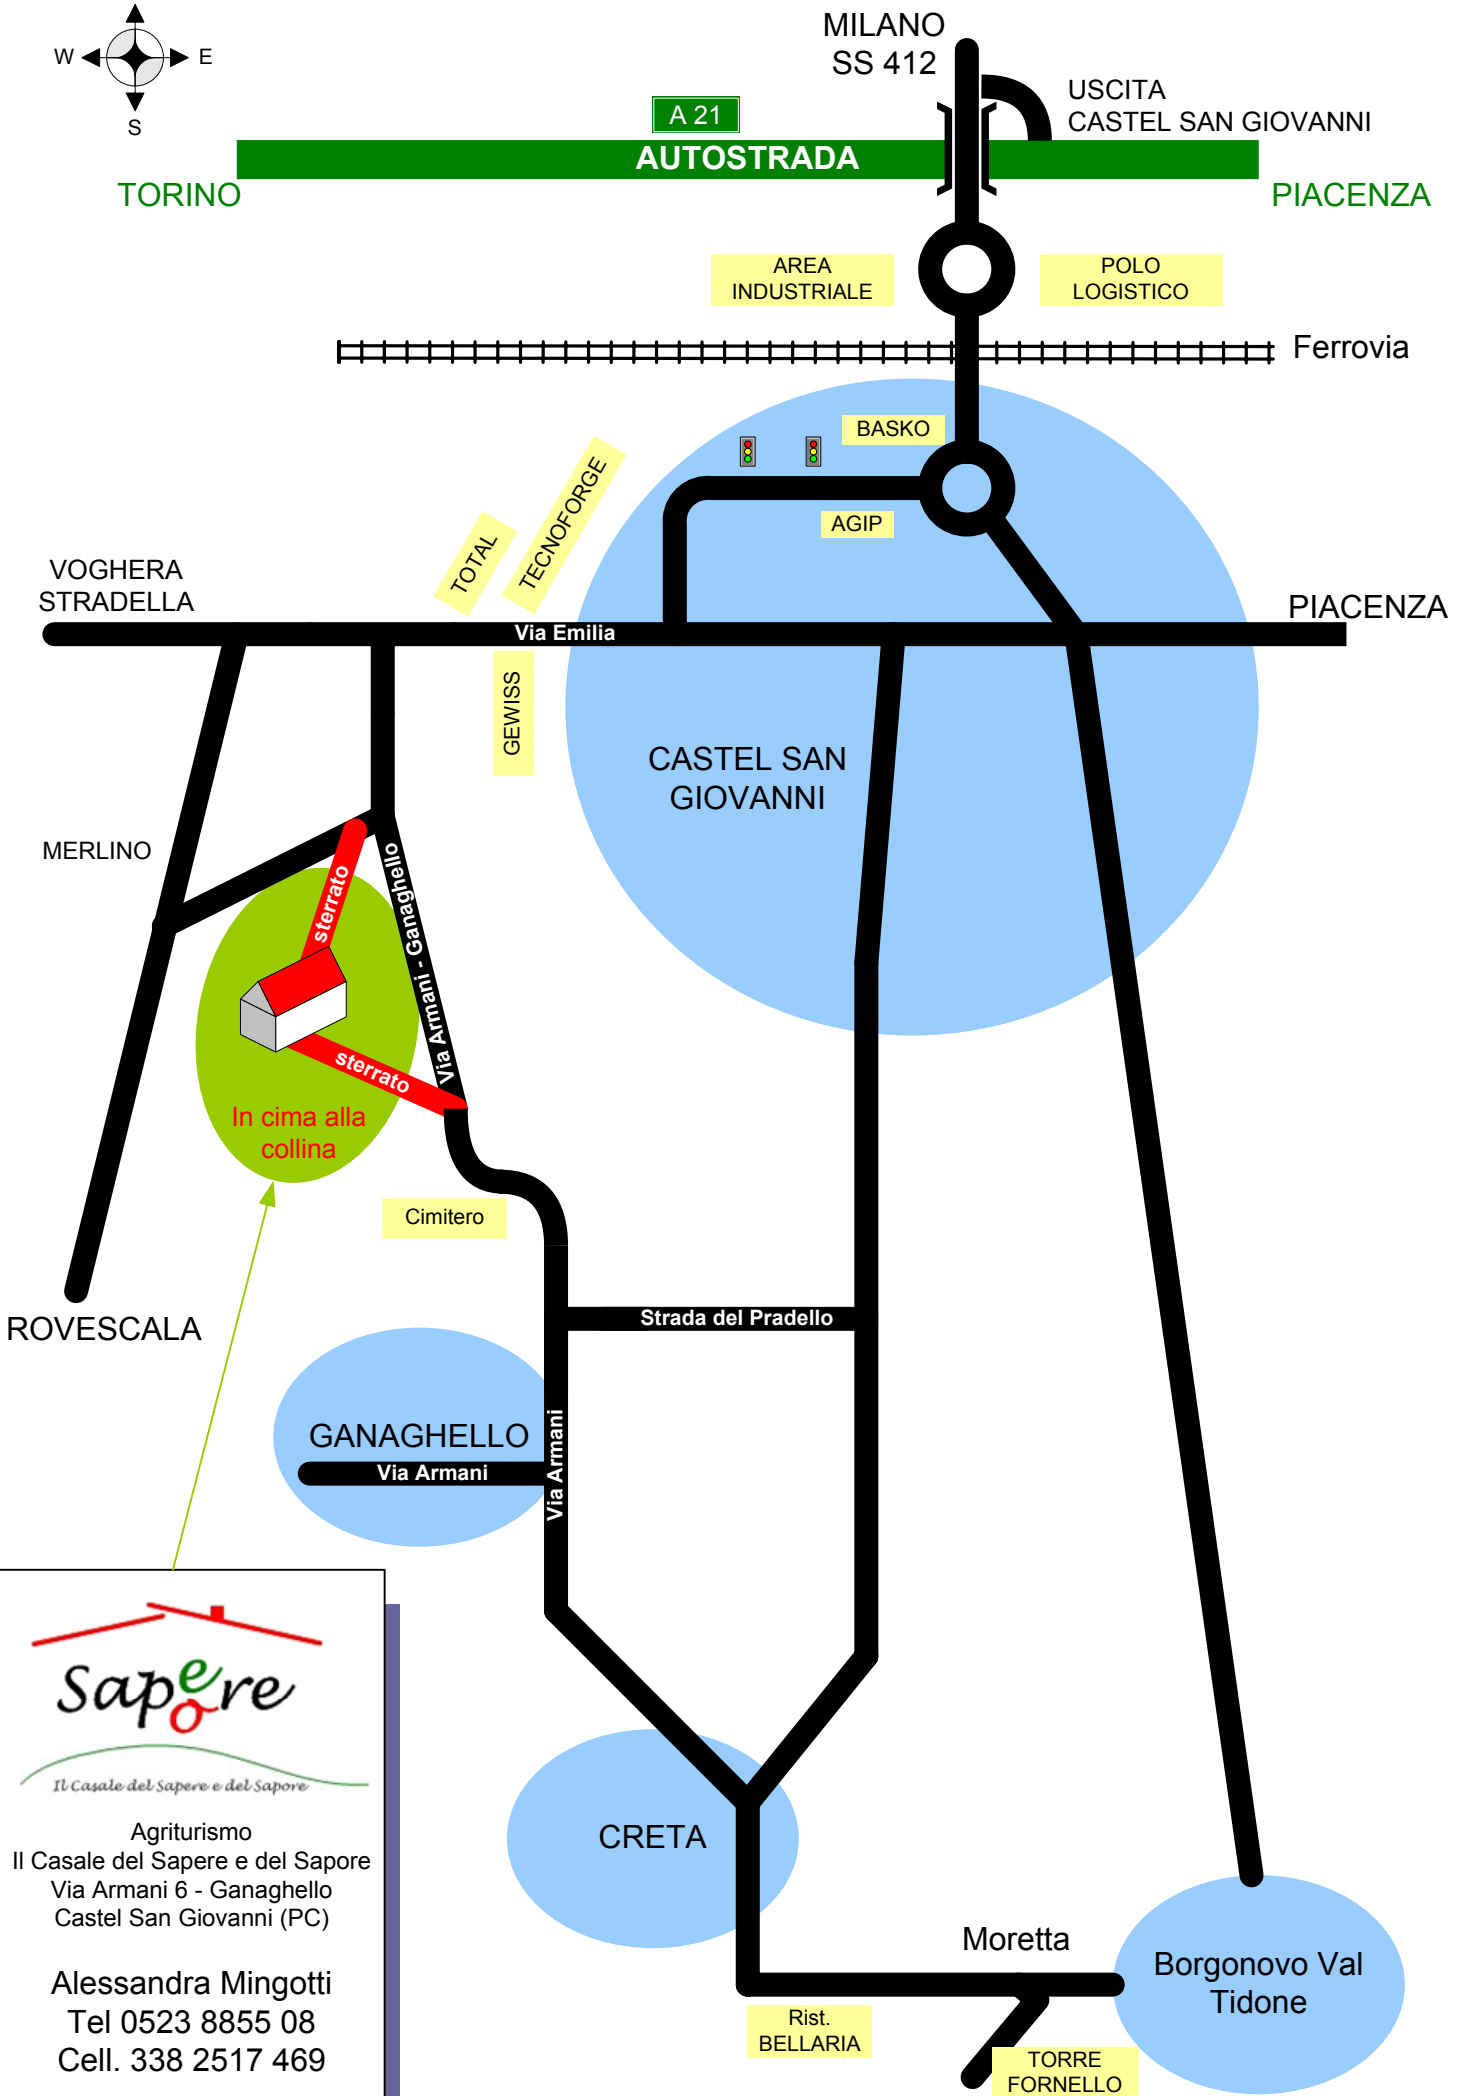 W
E
S
MILANO
SS 412
USCITA
CASTEL SAN GIOVANNI
A 21
AUTOSTRADA
TORINO
PIACENZA
AREA
INDUSTRIALE
POLO
LOGISTICO
Ferrovia
BASKO
AGIP
TOTAL
TECNOFORGE
VOGHERA
STRADELLA
PIACENZA
Via Emilia
GEWISS
CASTEL SAN
GIOVANNI
MERLINO
sterrato
Via Armani - Ganaghello
sterrato
In cima alla
collina
Cimitero
ROVESCALA
Strada del Pradello
GANAGHELLO
Via Armani
Via Armani
Sapere
o
Il Casale del Sapere e del Sapore
Agriturismo
Il Casale del Sapere e del Sapore
Via Armani 6 - Ganaghello
Castel San Giovanni (PC)
Alessandra Mingotti
Tel 0523 8855 08
Cell. 338 2517 469
CRETA
Moretta
Borgonovo Val
Tidone
Rist.
BELLARIA
TORRE
FORNELLO